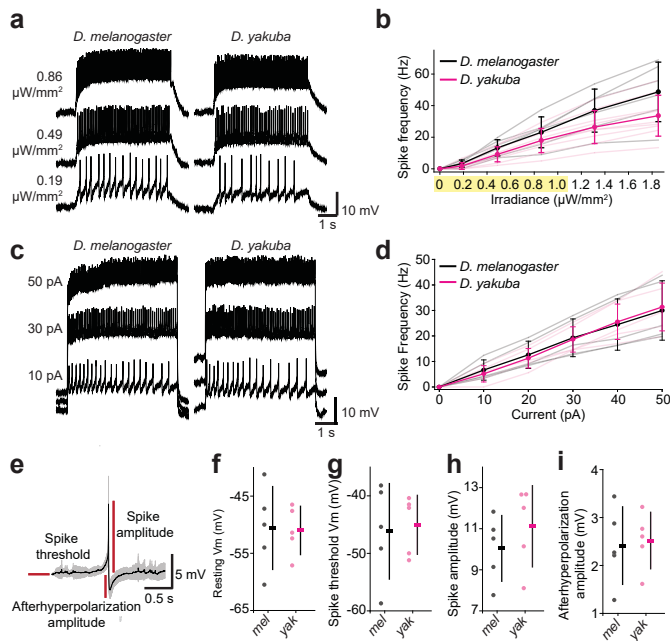 a
D. melanogaster
D. yakuba
0.86
µW/mm²
0.49
µW/mm²
0.19
µW/mm²
10 mV
1 s
b
D. melanogaster
D. yakuba
Spike frequency (Hz)
80
60
40
20
0
0 0.2 0.4 0.6 0.8 1.0 1.2 1.4 1.6 1.8
Irradiance (µW/mm²)
c
D. melanogaster
D. yakuba
50 pA
30 pA
10 pA
10 mV
1 s
d
D. melanogaster
D. yakuba
Spike Frequency (Hz)
50
40
30
20
10
0
0 10 20 30 40 50
Current (pA)
e
Spike
threshold
Spike
amplitude
Afterhyperpolarization
amplitude
5 mV
0.5 s
f
Resting Vm (mV)
-45
-55
-65
mel yak
g
Spike threshold Vm (mV)
-40
-50
-60
mel yak
h
Spike amplitude (mV)
13
11
9
7
mel yak
i
Afterhyperpolarization
amplitude (mV)
4
3
2
1
mel yak